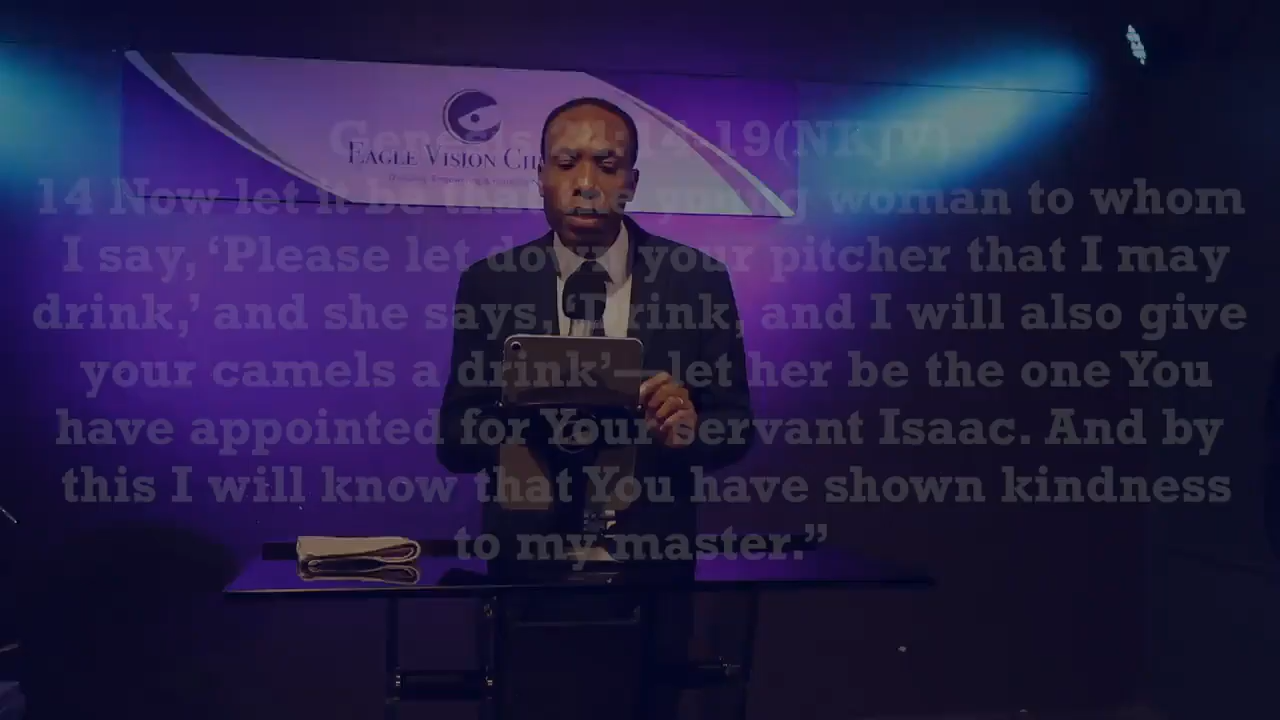 Genesis 24:14-19(NKJV)
EAGLE VISION CH
14 Now let it be that the young woman to whom
I say, ‘Please let down your pitcher that I may
drink,’ and she says, ‘Drink, and I will also give
your camels a drink’—let her be the one You
have appointed for Your servant Isaac. And by
this I will know that You have shown kindness
to my master.”